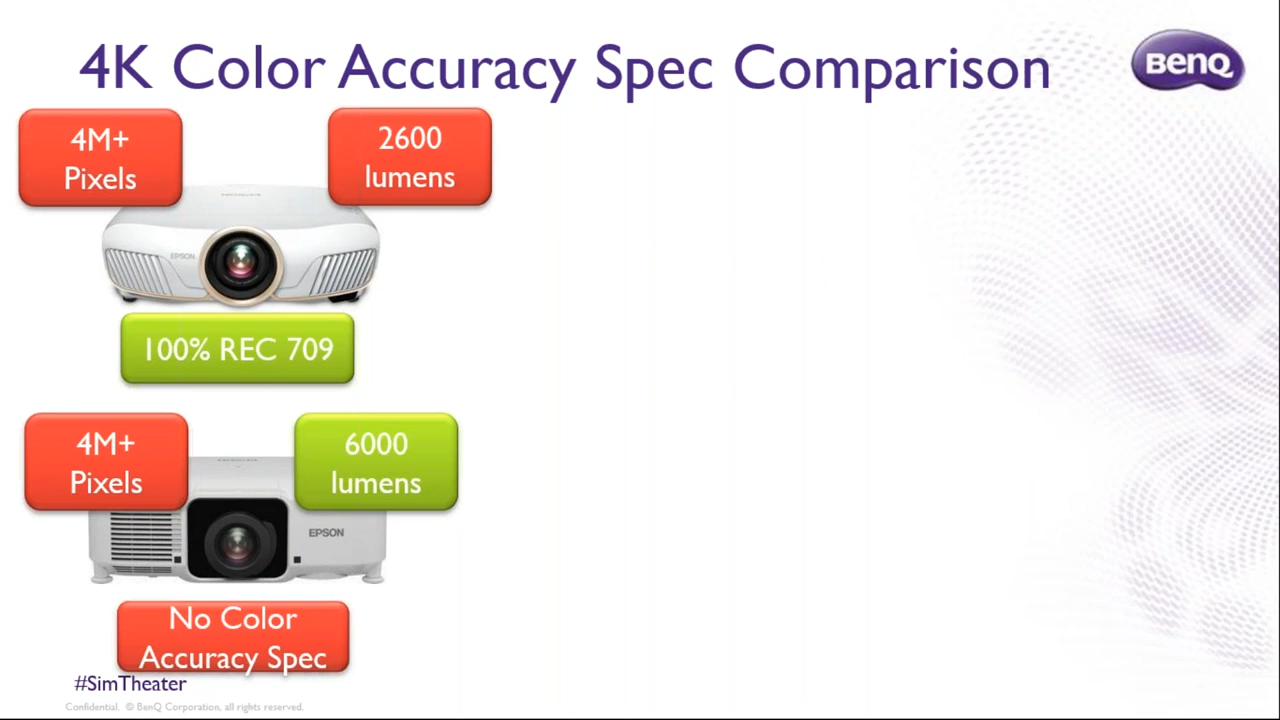 4K Color Accuracy Spec Comparison
BenQ
4M+
Pixels
2600
lumens
EPSON
100% REC 709
4M+
Pixels
6000
lumens
EPSON
No Color
Accuracy Spec
#SimTheater
Confidential. © BenQ Corporation, all rights reserved.